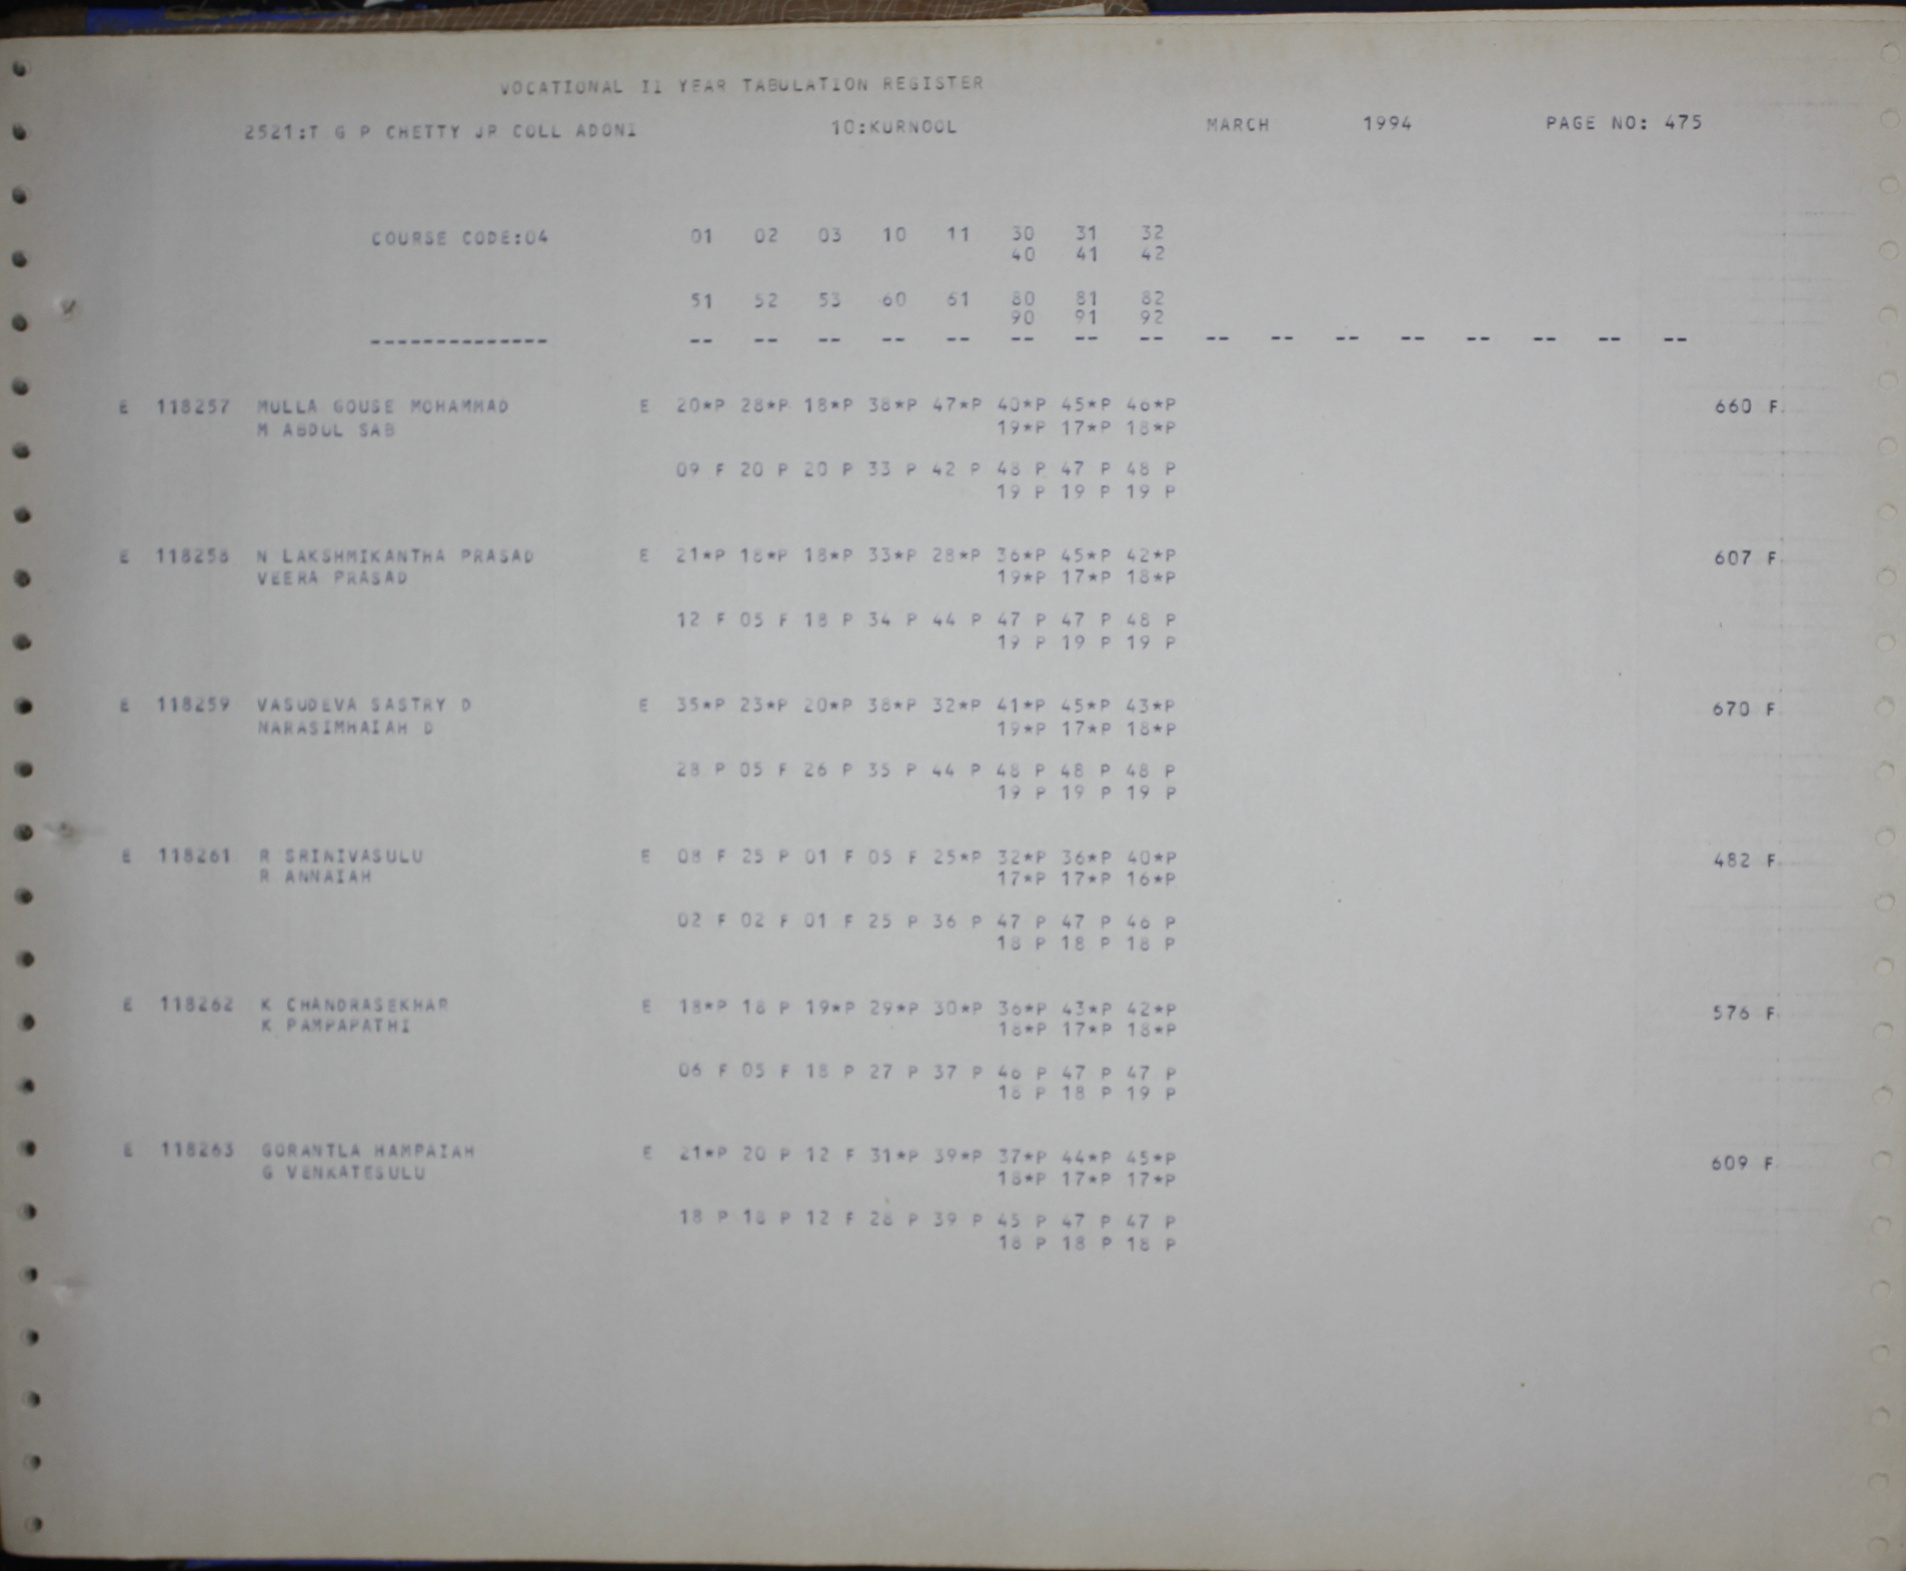 VOCATIONAL II YEAR TABULATION REGISTER
2521:T G P CHETTY JR COLL ADONI 10:KURNOOL MARCH 1994 PAGE NO: 475
COURSE CODE:04 01 02 03 10 11 30 31 32
40 41 42
51 52 53 60 61 80 81 82
90 91 92
-------------- -- -- -- -- -- -- -- -- -- -- -- -- -- -- -- --
E 118257 MULLA GOUSE MOHAMMAD E 20*P 28*P 18*P 38*P 47*P 40*P 45*P 46*P 660 F
M ABDUL SAB 19*P 17*P 18*P
09 F 20 P 20 P 33 P 42 P 48 P 47 P 48 P
19 P 19 P 19 P
E 118258 N LAKSHMIKANTHA PRASAD E 21*P 18*P 18*P 33*P 28*P 36*P 45*P 42*P 607 F
VEERA PRASAD 19*P 17*P 18*P
12 F 05 F 18 P 34 P 44 P 47 P 47 P 48 P
19 P 19 P 19 P
E 118259 VASUDEVA SASTRY D E 35*P 23*P 20*P 38*P 32*P 41*P 45*P 43*P 670 F
NARASIMHAIAH D 19*P 17*P 18*P
28 P 05 F 26 P 35 P 44 P 48 P 48 P 48 P
19 P 19 P 19 P
E 118261 R SRINIVASULU E 08 F 25 P 01 F 05 F 25*P 32*P 36*P 40*P 482 F
R ANNAIAH 17*P 17*P 16*P
02 F 02 F 01 F 25 P 36 P 47 P 47 P 46 P
18 P 18 P 18 P
E 118262 K CHANDRASEKHAR E 18*P 18 P 19*P 29*P 30*P 36*P 43*P 42*P 576 F
K PAMPAPATHI 18*P 17*P 18*P
06 F 05 F 18 P 27 P 37 P 46 P 47 P 47 P
18 P 18 P 19 P
E 118263 GORANTLA HAMPAIAH E 21*P 20 P 12 F 31*P 39*P 37*P 44*P 45*P 609 F
G VENKATESULU 18*P 17*P 17*P
18 P 18 P 12 F 28 P 39 P 45 P 47 P 47 P
18 P 18 P 18 P